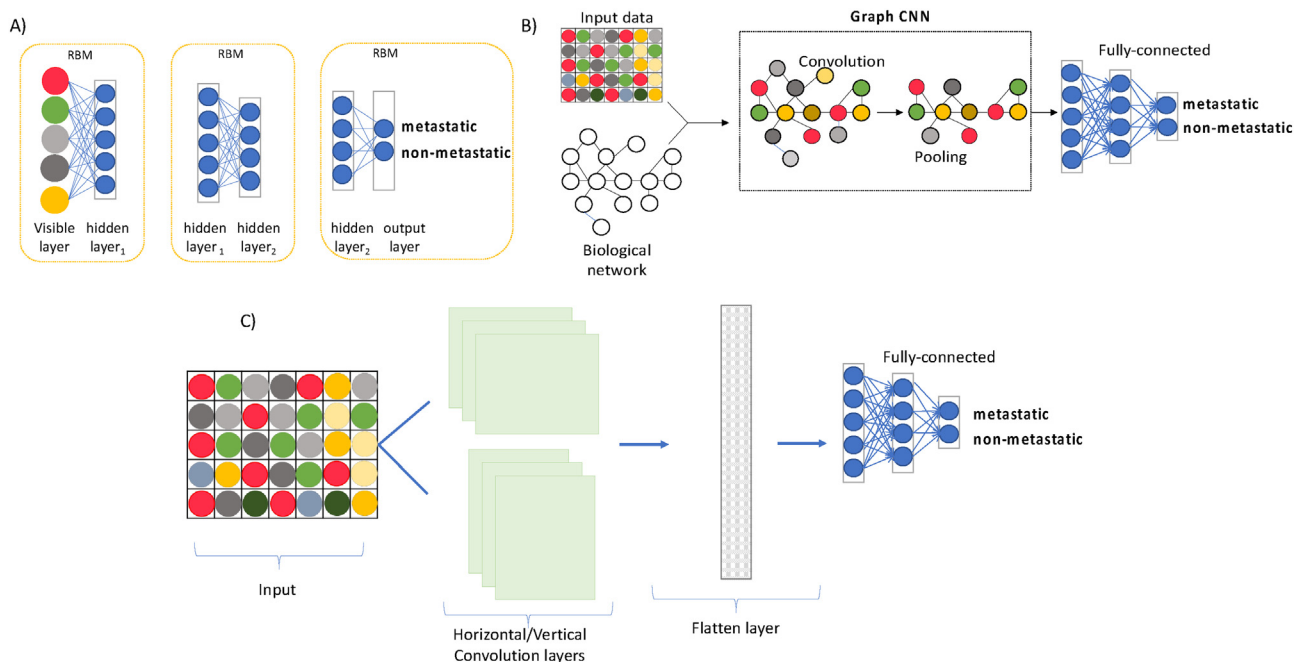 A)
RBM
RBM
RBM
metastatic
non-metastatic
Visible
layer
hidden
layer1
hidden
layer1
hidden
layer2
hidden
layer2
output
layer
B)
Input data
Biological
network
Graph CNN
Convolution
Pooling
Fully-connected
metastatic
non-metastatic
C)
Input
Horizontal/Vertical
Convolution layers
Flatten layer
Fully-connected
metastatic
non-metastatic